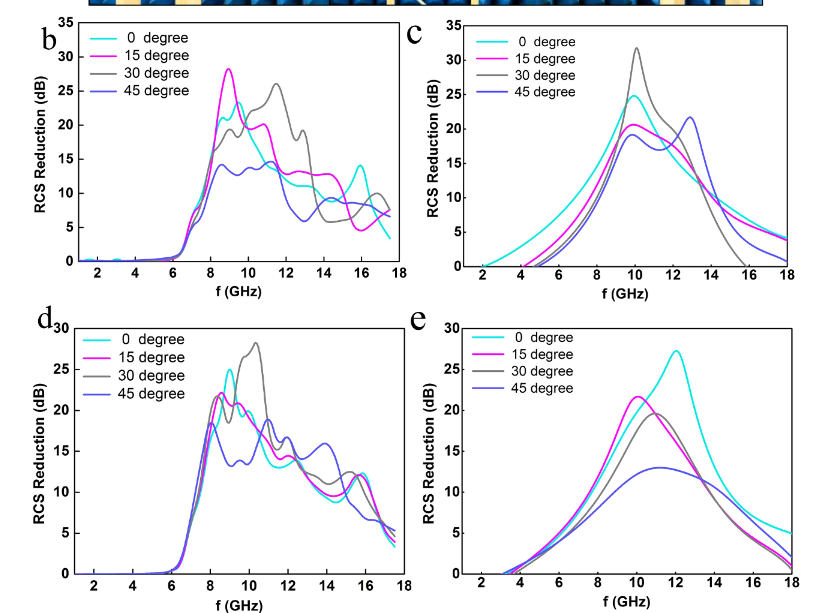 b
35
30
25
20
15
10
5
0
RCS Reduction (dB)
0 degree
15 degree
30 degree
45 degree
2 4 6 8 10 12 14 16 18
f (GHz)
c
35
30
25
20
15
10
5
0
RCS Reduction (dB)
0 degree
15 degree
30 degree
45 degree
2 4 6 8 10 12 14 16 18
f (GHz)
d
30
25
20
15
10
5
0
RCS Reduction (dB)
0 degree
15 degree
30 degree
45 degree
2 4 6 8 10 12 14 16 18
f (GHz)
e
30
25
20
15
10
5
0
RCS Reduction (dB)
0 degree
15 degree
30 degree
45 degree
2 4 6 8 10 12 14 16 18
f (GHz)